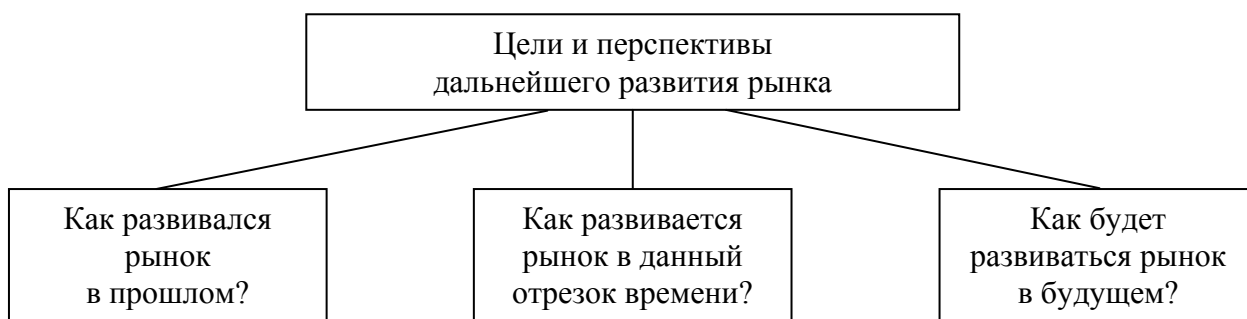 Цели и перспективы
дальнейшего развития рынка
Как развивался
рынок
в прошлом?
Как развивается
рынок в данный
отрезок времени?
Как будет
развиваться рынок
в будущем?